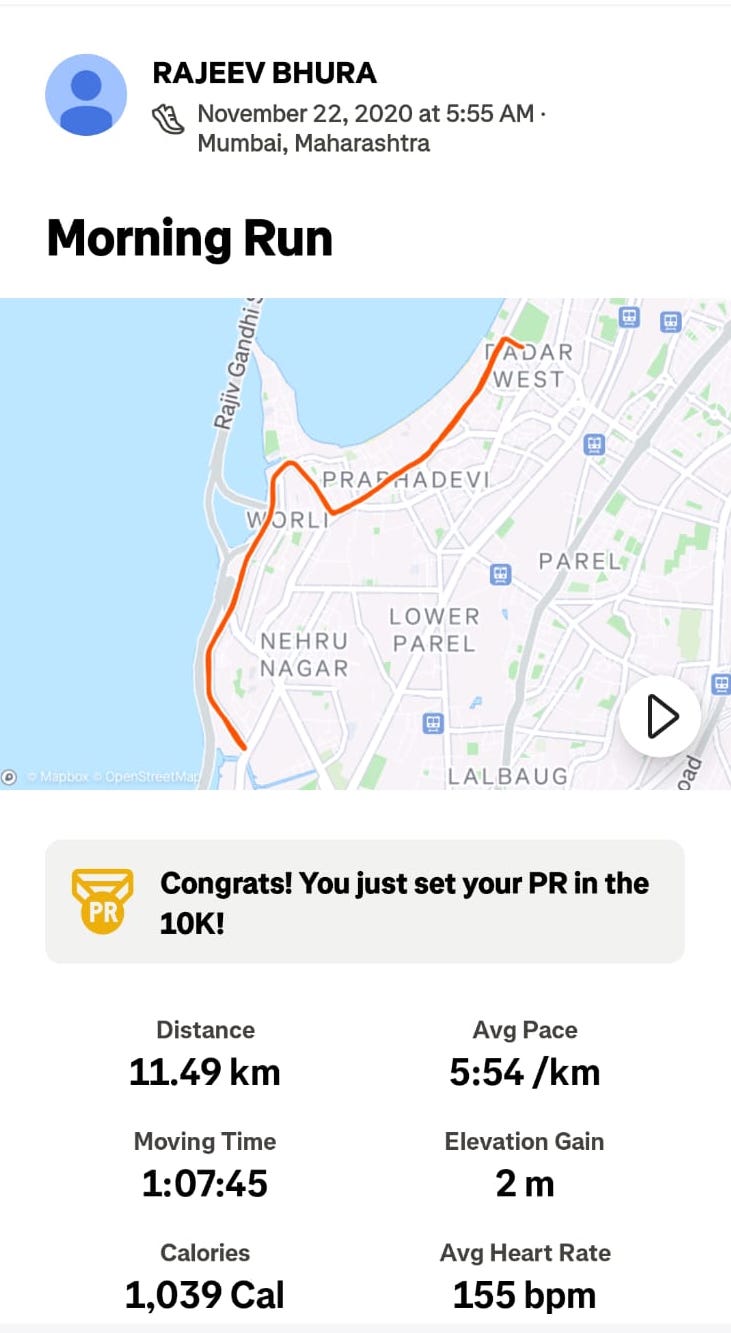 RAJEEV BHURA
November 22, 2020 at 5:55 AM ·
Mumbai, Maharashtra
Morning Run
Rajiv Gandhi
DADAR
WEST
PRABHADEVI
WORLI
PAREL
LOWER
PAREL
NEHRU
NAGAR
LALBAUG
oad
© Mapbox © OpenStreetMap
PR
Congrats! You just set your PR in the
10K!
Distance
Avg Pace
11.49 km
5:54 /km
Moving Time
Elevation Gain
1:07:45
2 m
Calories
Avg Heart Rate
1,039 Cal
155 bpm